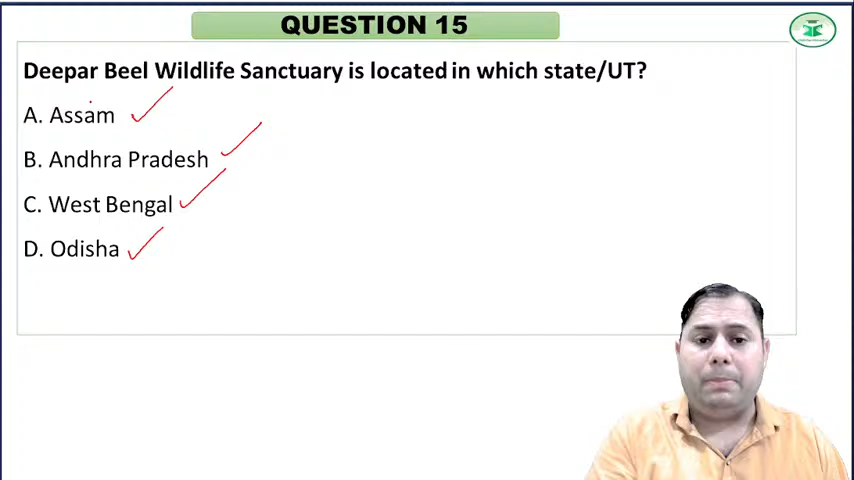 QUESTION 15
Deepar Beel Wildlife Sanctuary is located in which state/UT?
A. Assam
B. Andhra Pradesh
C. West Bengal
D. Odisha